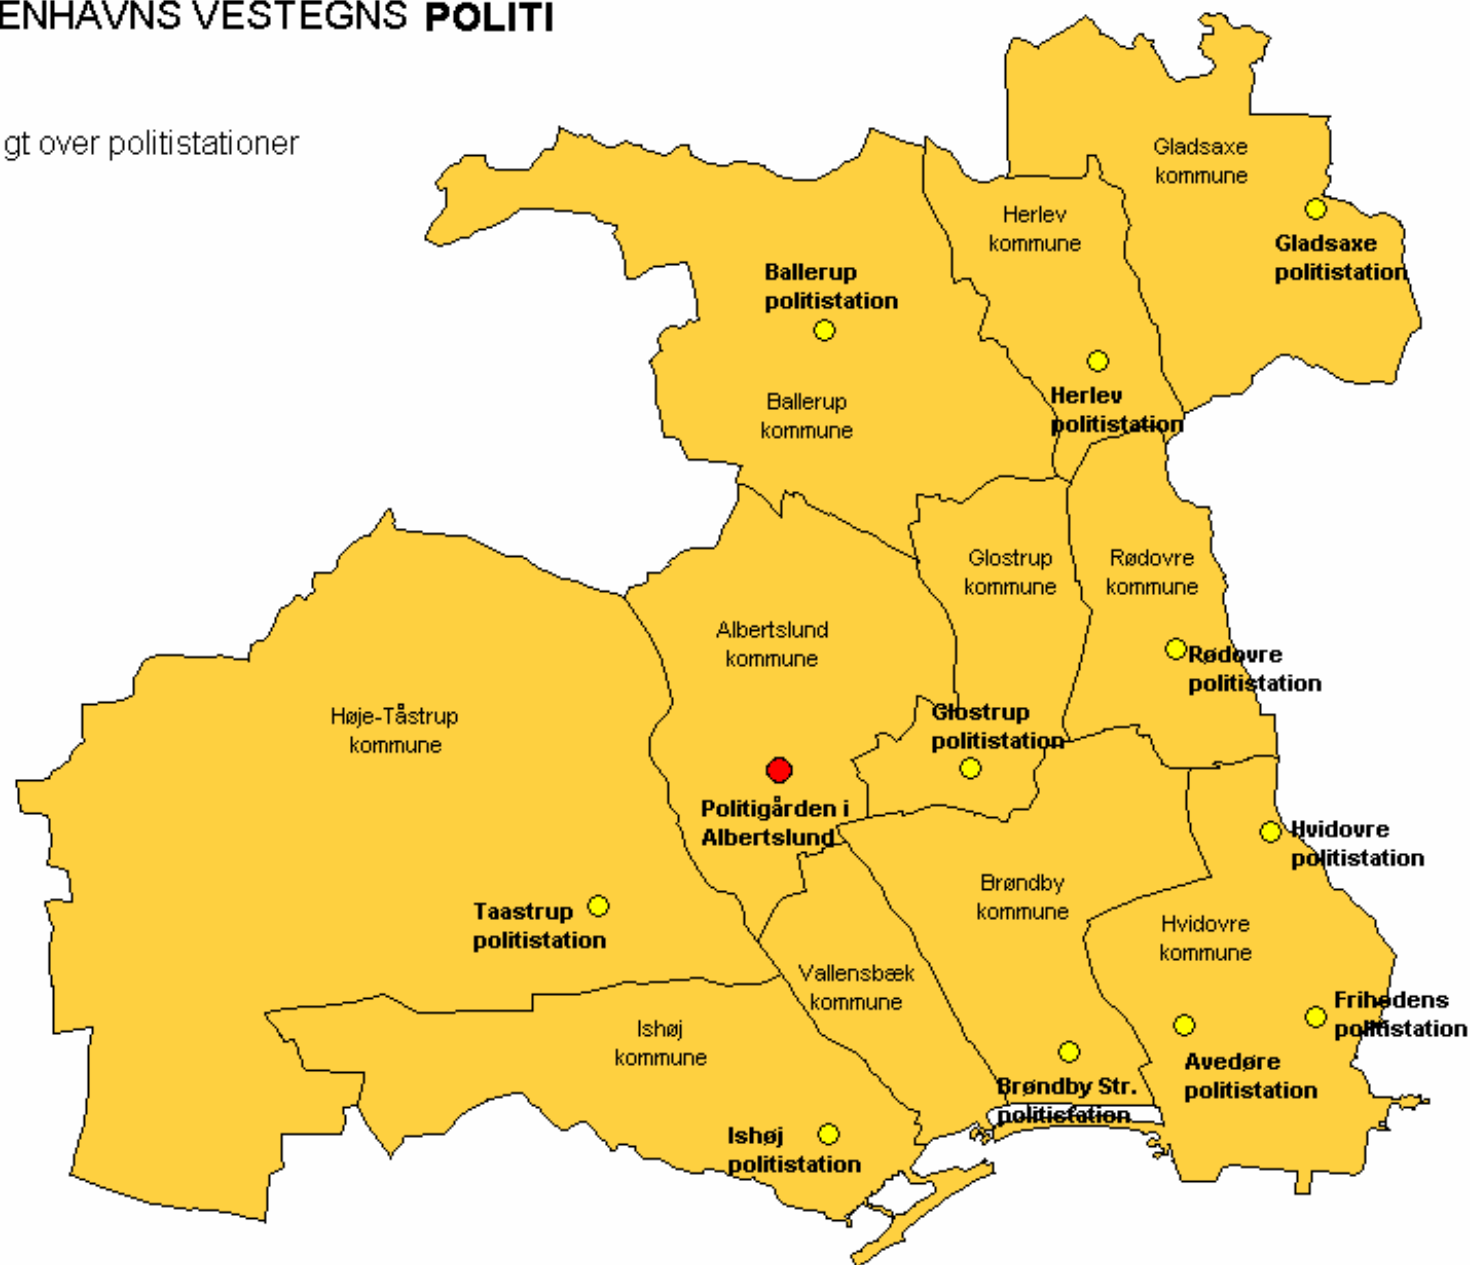 ENHAVNS VESTEGNS POLITI
gt over politistationer
Gladsaxe
kommune
Herlev
kommune
Gladsaxe
politistation
Ballerup
politistation
Herlev
politistation
Ballerup
kommune
Glostrup
kommune
Rødovre
kommune
Albertslund
kommune
Rødovre
politistation
Høje-Tåstrup
kommune
Glostrup
politistation
Politigården i
Albertslund
Hvidovre
politistation
Brøndby
kommune
Taastrup
politistation
Hvidovre
kommune
Vallensbæk
kommune
Frihedens
politistation
Ishøj
kommune
Avedøre
politistation
Brøndby Str.
politistation
Ishøj
politistation